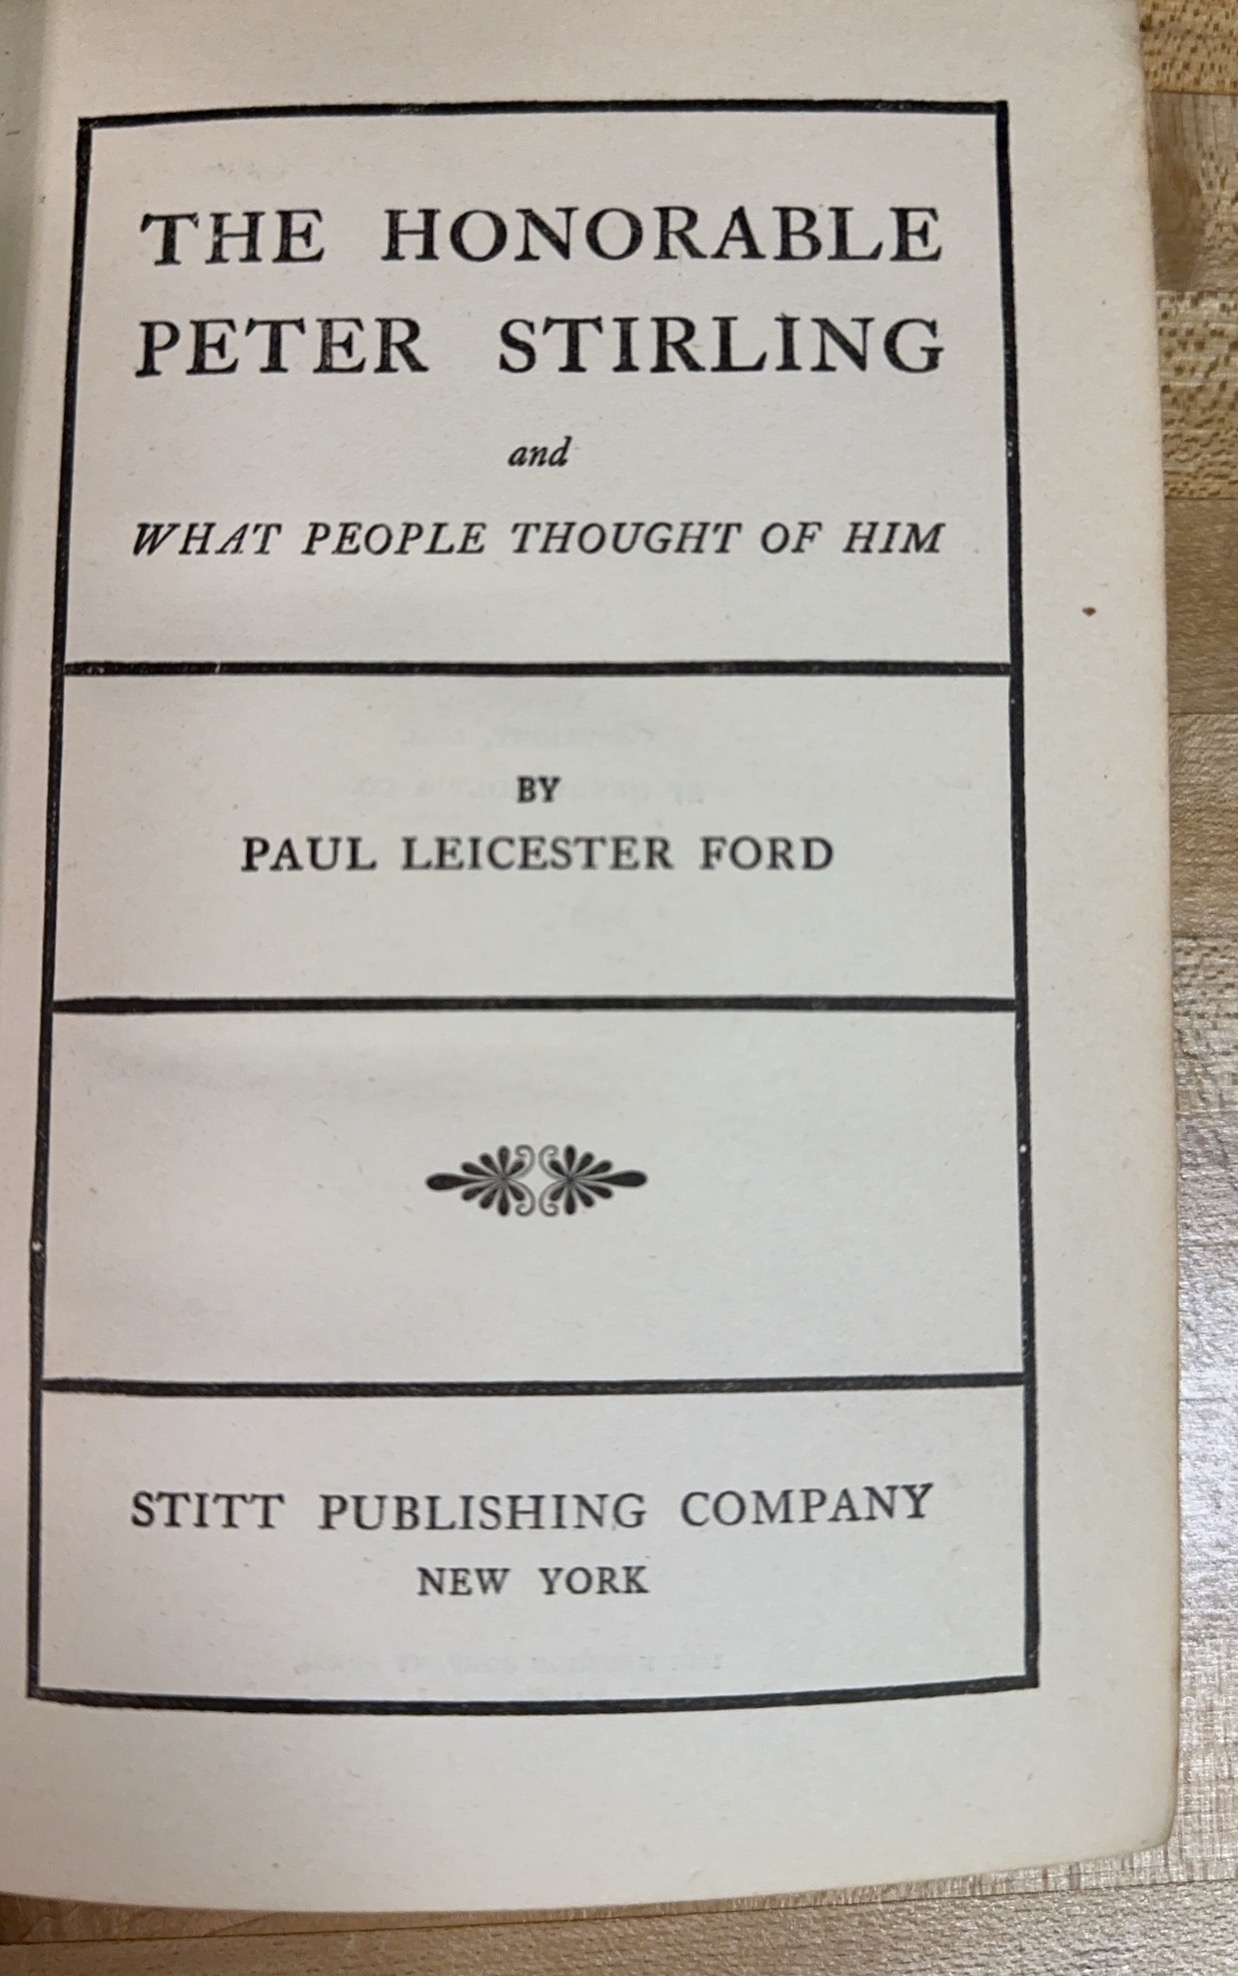 THE HONORABLE
PETER STIRLING
and
WHAT PEOPLE THOUGHT OF HIM
BY
PAUL LEICESTER FORD
STITT PUBLISHING COMPANY
NEW YORK